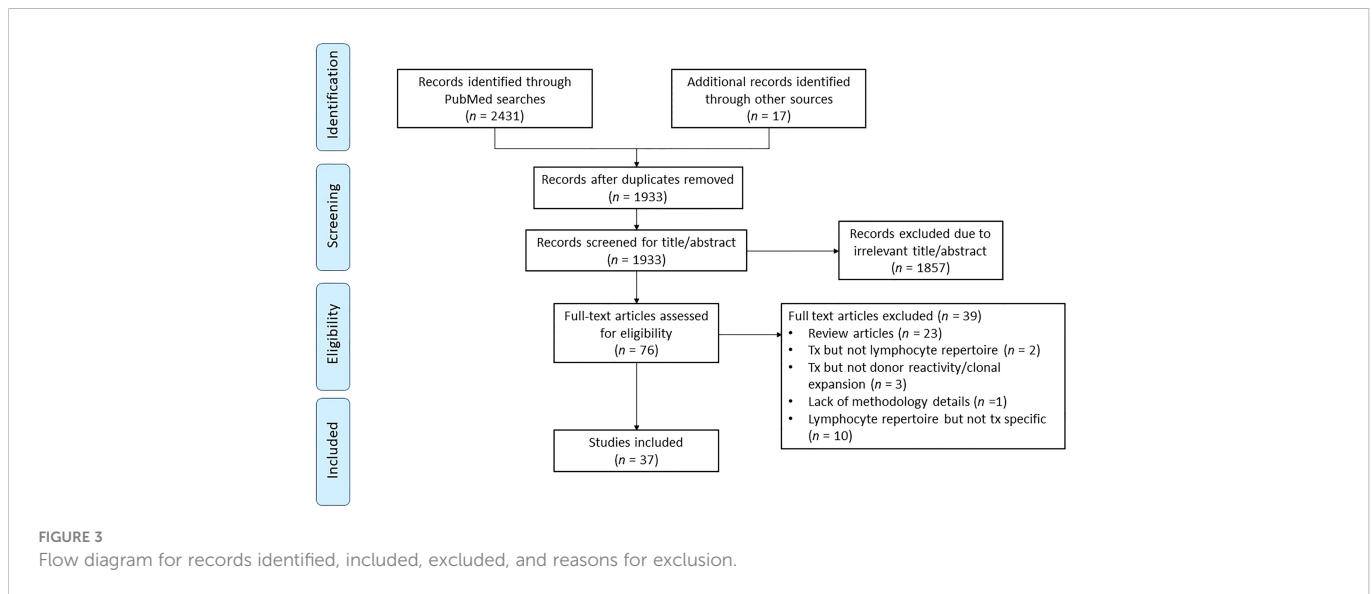 Identification
Records identified through
PubMed searches
(n = 2431)
Additional records identified
through other sources
(n = 17)
Screening
Records after duplicates removed
(n = 1933)
Records screened for title/abstract
(n = 1933)
Records excluded due to
irrelevant title/abstract
(n = 1857)
Eligibility
Full-text articles assessed
for eligibility
(n = 76)
Full text articles excluded (n = 39)
• Review articles (n = 23)
• Tx but not lymphocyte repertoire (n = 2)
• Tx but not donor reactivity/clonal
expansion (n = 3)
• Lack of methodology details (n =1)
• Lymphocyte repertoire but not tx specific
(n = 10)
Included
Studies included
(n = 37)
FIGURE 3
Flow diagram for records identified, included, excluded, and reasons for exclusion.